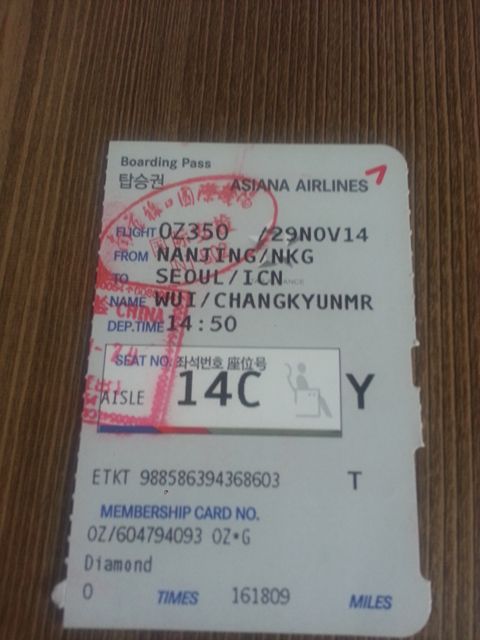 Boarding Pass
탑승권 ASIANA AIRLINES
FLIGHT OZ350 /29NOV14
FROM NANJING/NKG
TO SEOUL/ICN
NAME WUI/CHANGKYUNMR
DEP.TIME 14:50
SEAT NO. 좌석번호 座位号
AISLE 14C Y
CHINA
ETKT 988586394368603 T
MEMBERSHIP CARD NO.
OZ/604794093 OZ*G
Diamond
0 TIMES 161809 MILES